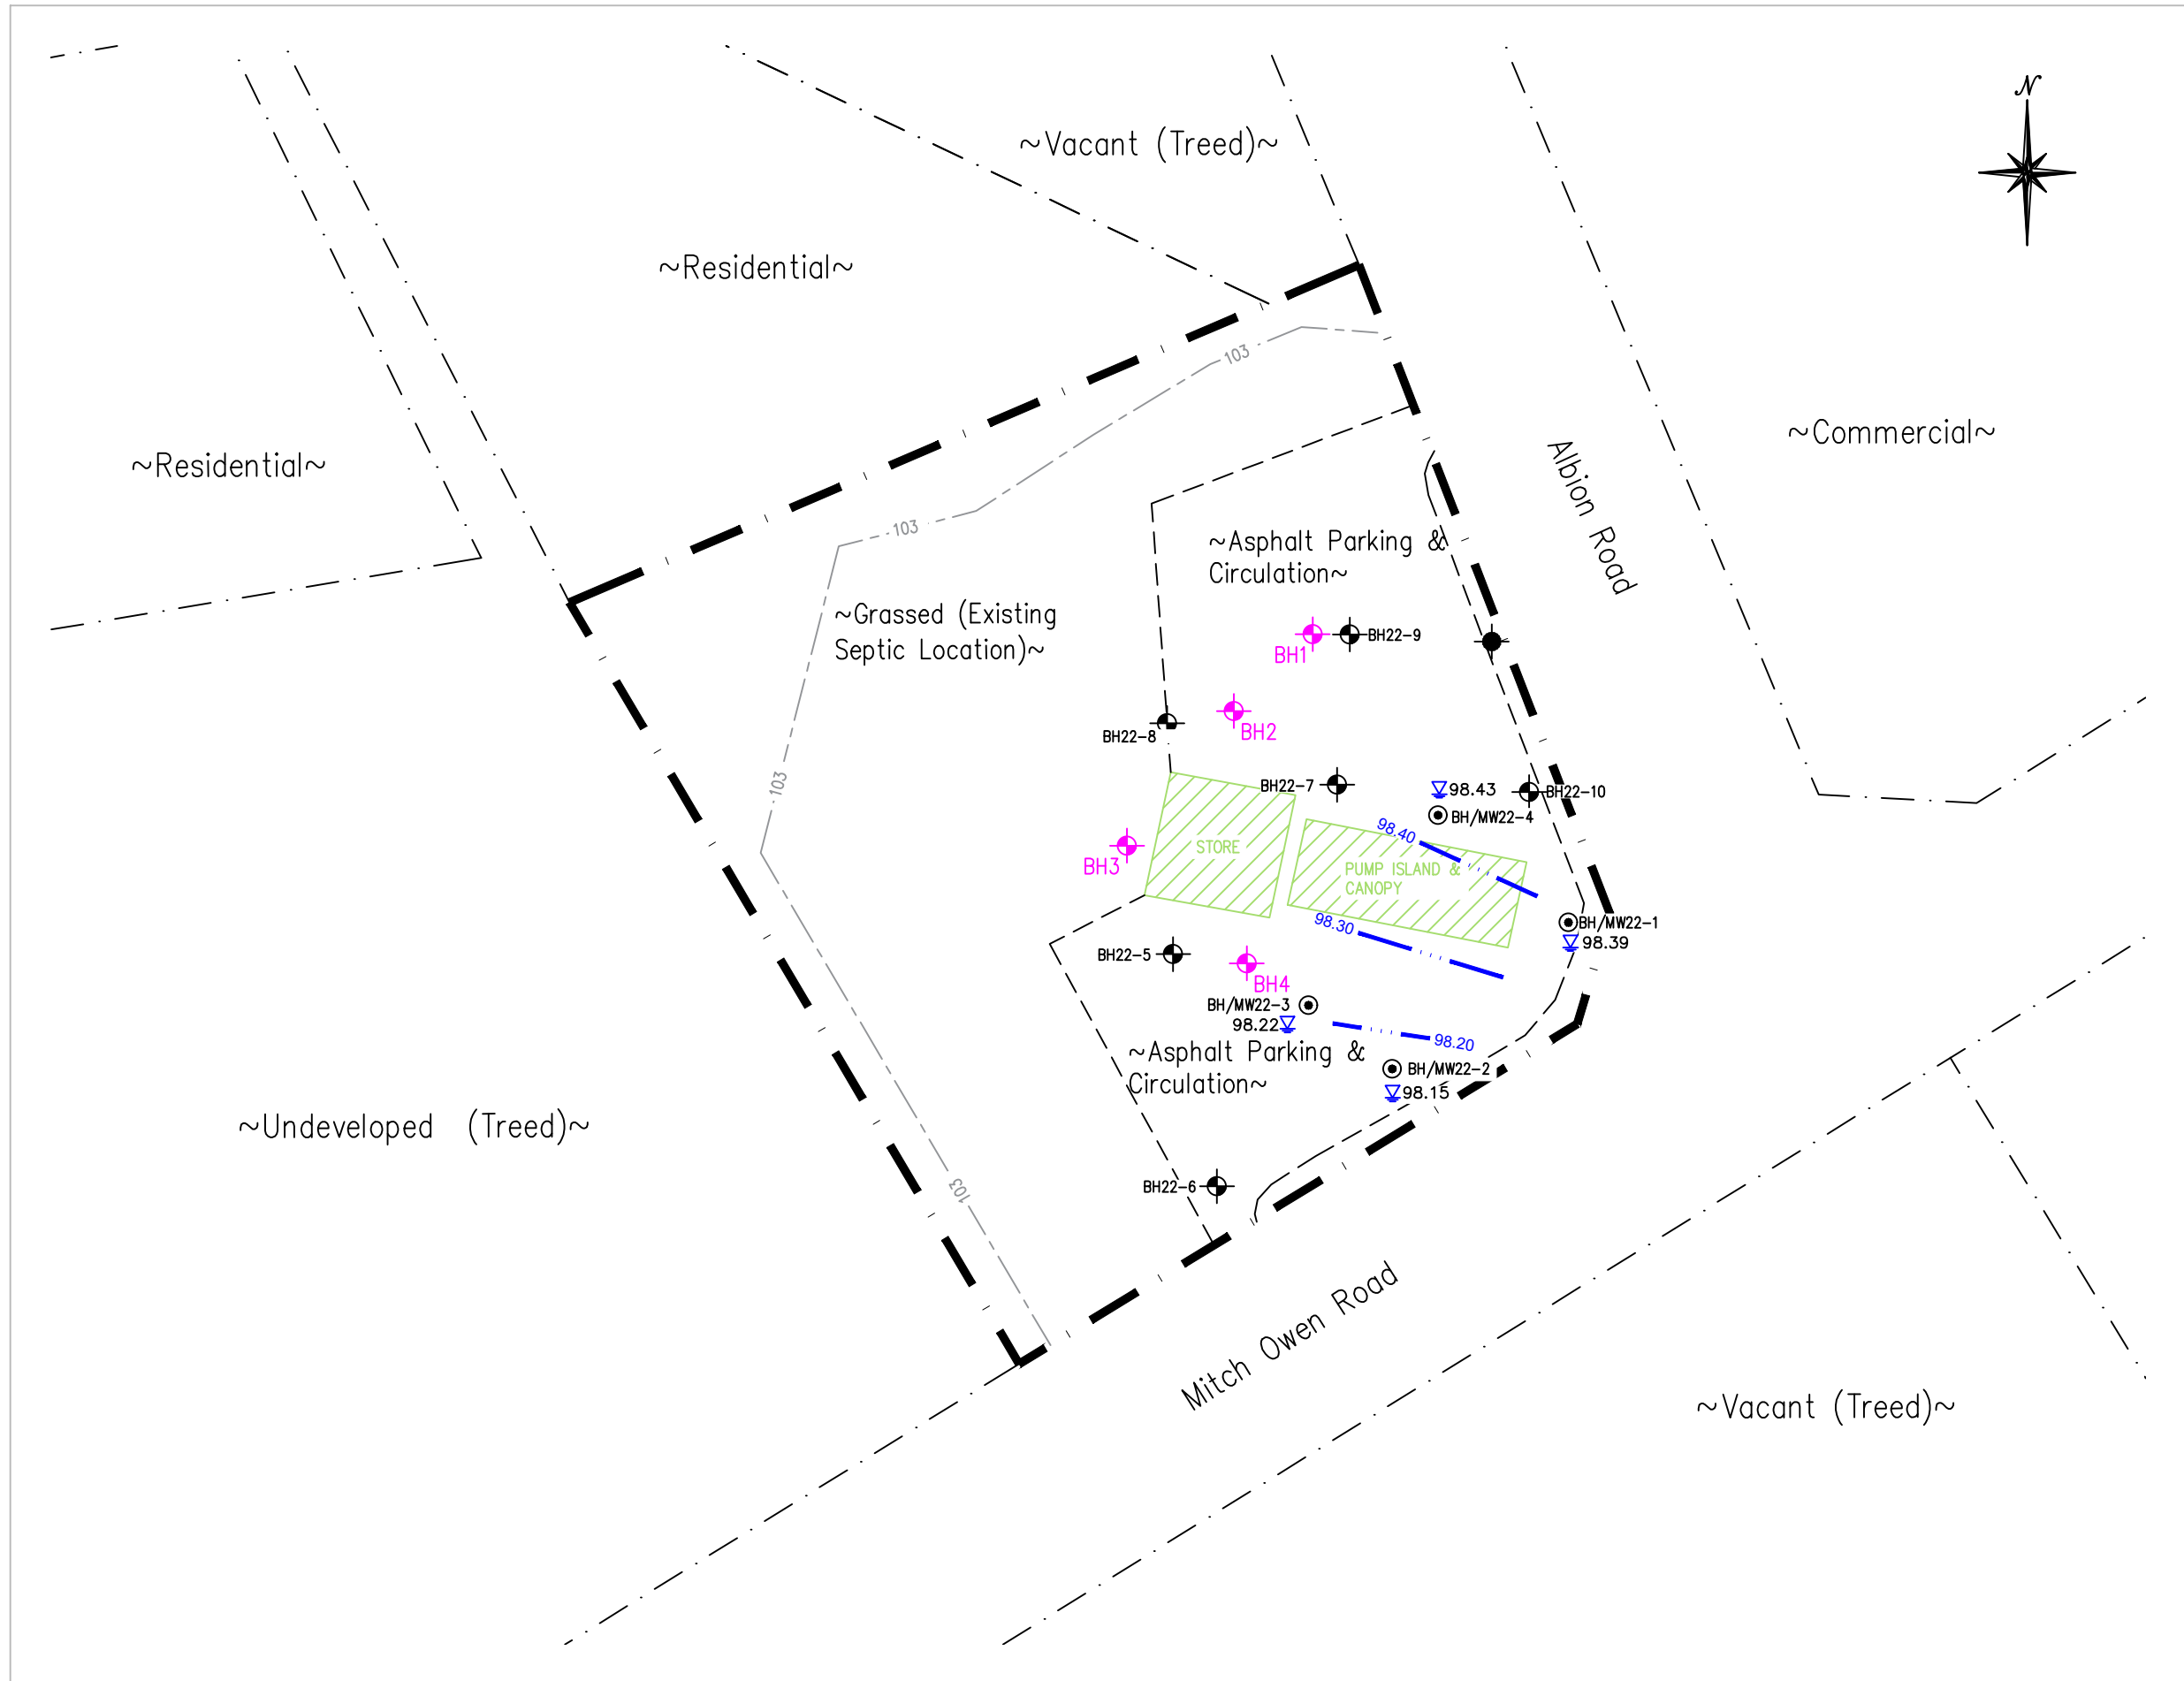 N
~Vacant (Treed)~
~Residential~
103
~Commercial~
Albion Road
~Residential~
103
~Asphalt Parking &
Circulation~
~Grassed (Existing
Septic Location)~
BH22-9
BH1
BH2
BH22-8
103
BH22-7
98.43
BH22-10
BH/MW22-4
98.40
STORE
BH3
PUMP ISLAND &
CANOPY
98.30
BH/MW22-1
98.39
BH22-5
BH4
BH/MW22-3
98.22
98.20
~Asphalt Parking &
Circulation~
BH/MW22-2
98.15
~Undeveloped (Treed)~
BH22-6
103
Mitch Owen Road
~Vacant (Treed)~